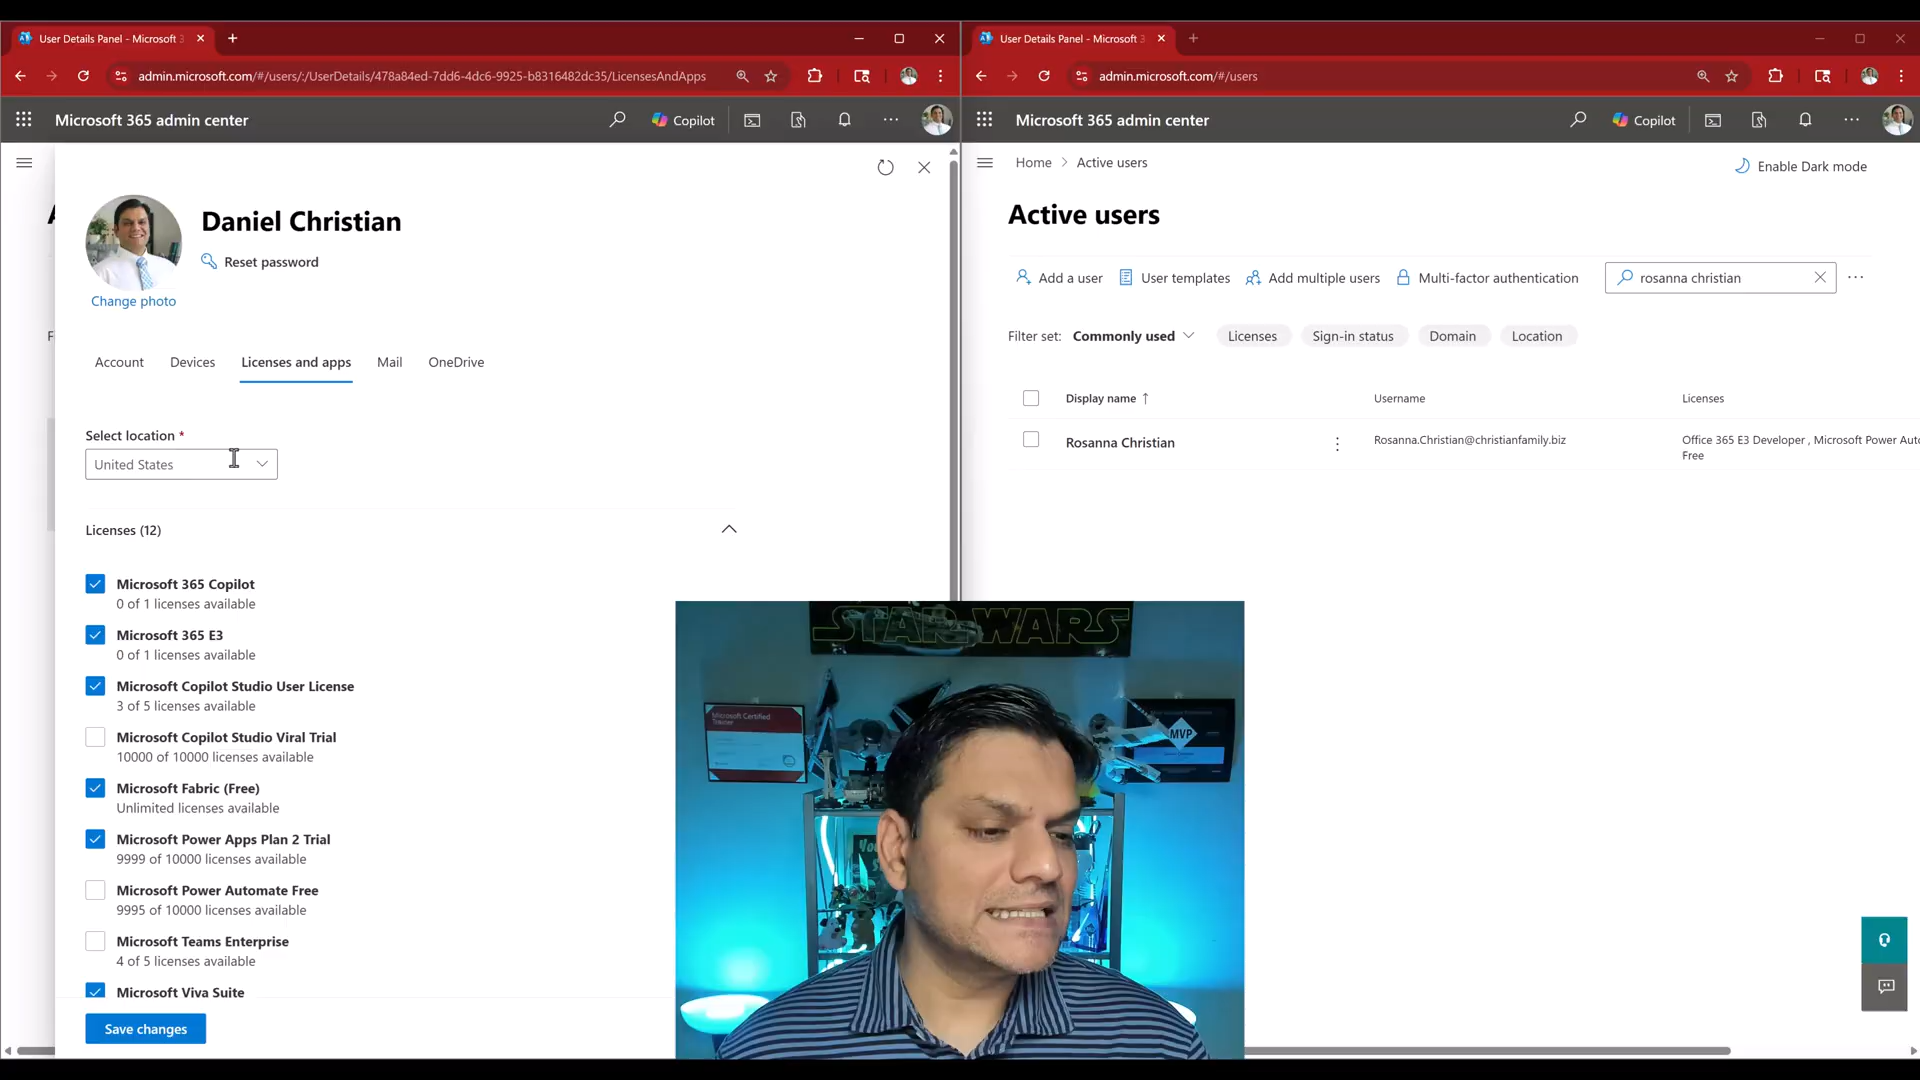 User Details Panel - Microsoft 3
admin.microsoft.com/#/users/:/UserDetails/478a84ed-7dd6-4dc6-9925-b8316482dc35/LicensesAndApps
Microsoft 365 admin center
Copilot
Daniel Christian
Reset password
Change photo
Account
Devices
Licenses and apps
Mail
OneDrive
Select location *
United States
Licenses (12)
Microsoft 365 Copilot
0 of 1 licenses available
Microsoft 365 E3
0 of 1 licenses available
Microsoft Copilot Studio User License
3 of 5 licenses available
Microsoft Copilot Studio Viral Trial
10000 of 10000 licenses available
Microsoft Fabric (Free)
Unlimited licenses available
Microsoft Power Apps Plan 2 Trial
9999 of 10000 licenses available
Microsoft Power Automate Free
9995 of 10000 licenses available
Microsoft Teams Enterprise
4 of 5 licenses available
Microsoft Viva Suite
Save changes
User Details Panel - Microsoft 3
admin.microsoft.com/#/users
Microsoft 365 admin center
Copilot
Home > Active users
Enable Dark mode
Active users
Add a user
User templates
Add multiple users
Multi-factor authentication
rosanna christian
Filter set: Commonly used
Licenses
Sign-in status
Domain
Location
Display name ↑
Username
Licenses
Rosanna Christian
Rosanna.Christian@christianfamily.biz
Office 365 E3 Developer , Microsoft Power Auto
Free
STAR WARS
Microsoft Certified
Trainer
MVP